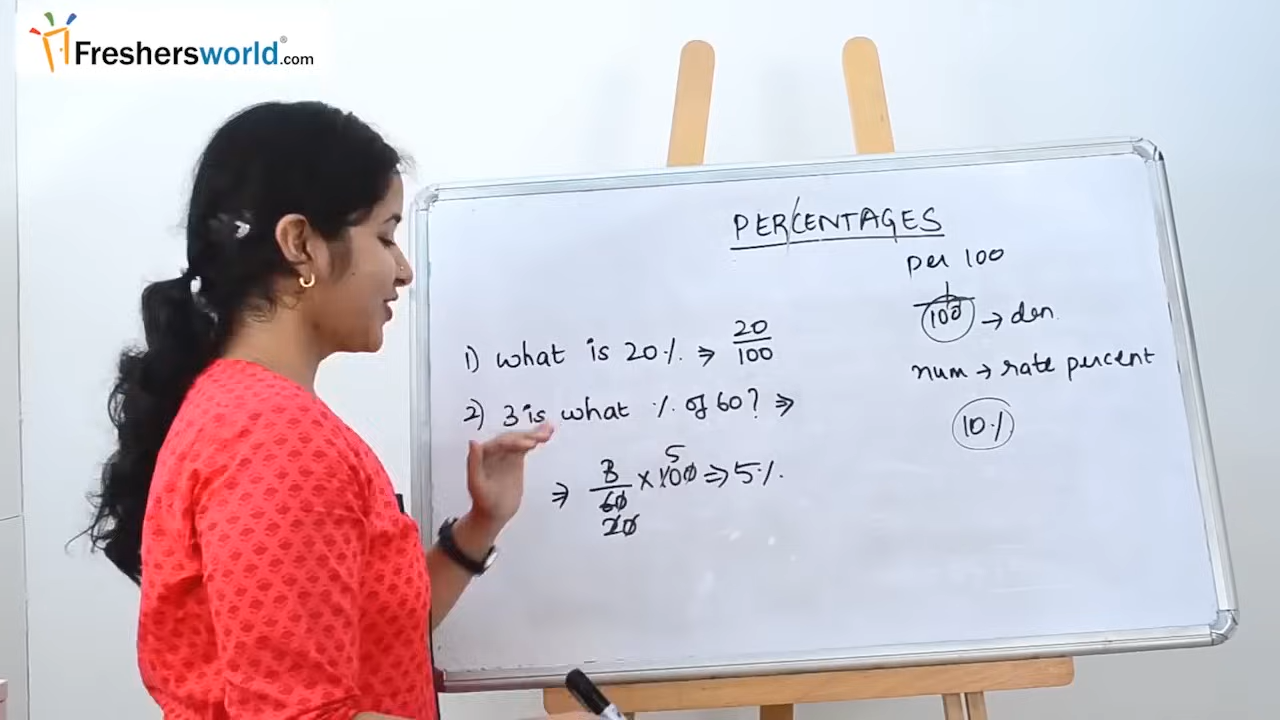 Freshersworld.com®
PERCENTAGES
per 100
100 → den.
num → rate percent
10%
1) what is 20% ⇒ 20/100
2) 3 is what % of 60? ⇒
⇒ 3/60 × 100 ⇒ 5%
20 5